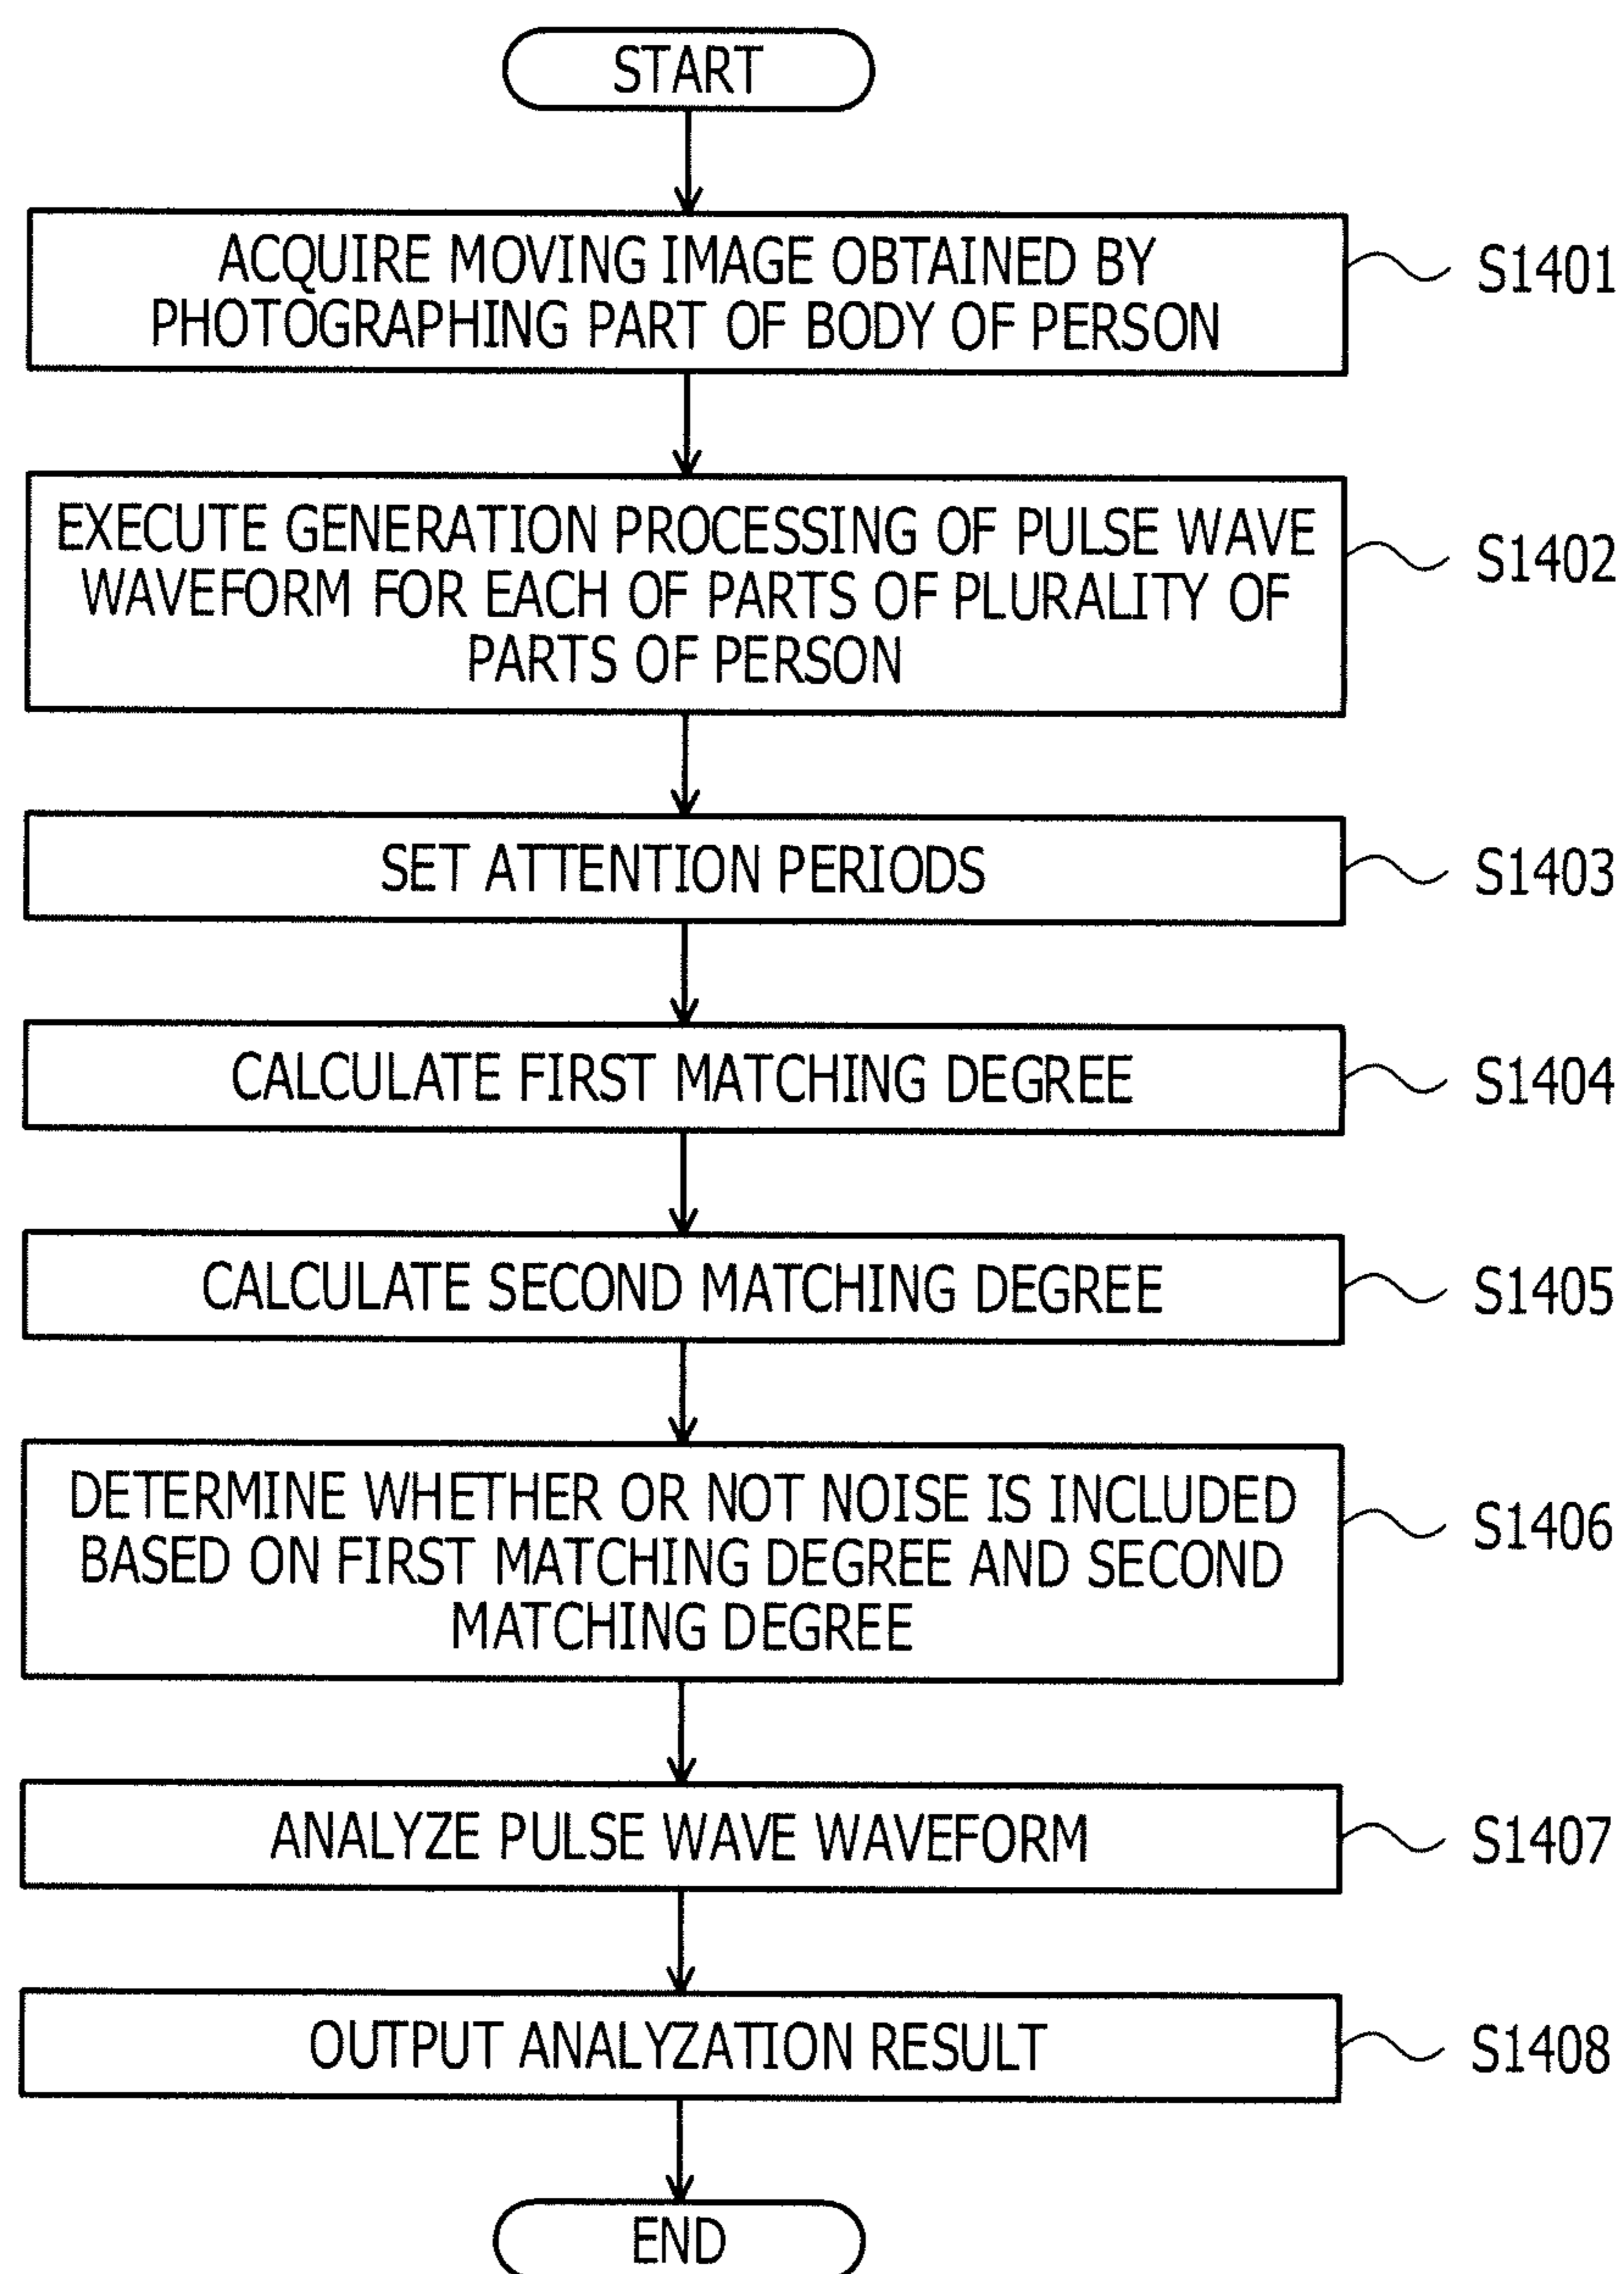 START
ACQUIRE MOVING IMAGE OBTAINED BY
PHOTOGRAPHING PART OF BODY OF PERSON
S1401
EXECUTE GENERATION PROCESSING OF PULSE WAVE
WAVEFORM FOR EACH OF PARTS OF PLURALITY OF
PARTS OF PERSON
S1402
SET ATTENTION PERIODS
S1403
CALCULATE FIRST MATCHING DEGREE
S1404
CALCULATE SECOND MATCHING DEGREE
S1405
DETERMINE WHETHER OR NOT NOISE IS INCLUDED
BASED ON FIRST MATCHING DEGREE AND SECOND
MATCHING DEGREE
S1406
ANALYZE PULSE WAVE WAVEFORM
S1407
OUTPUT ANALYZATION RESULT
S1408
END